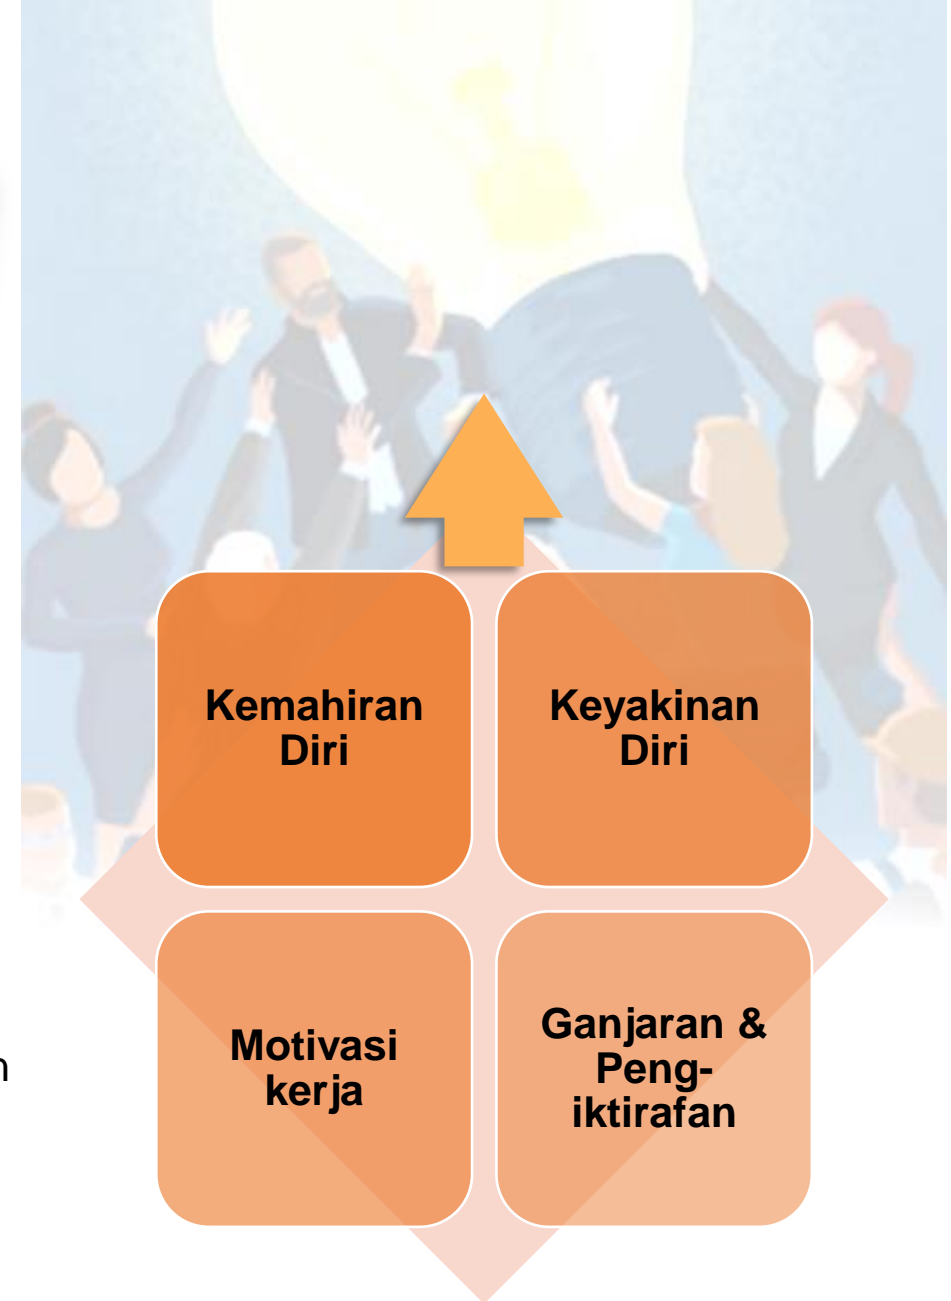 Kemahiran
Diri
Keyakinan
Diri
Motivasi
kerja
Ganjaran &
Peng-
iktirafan